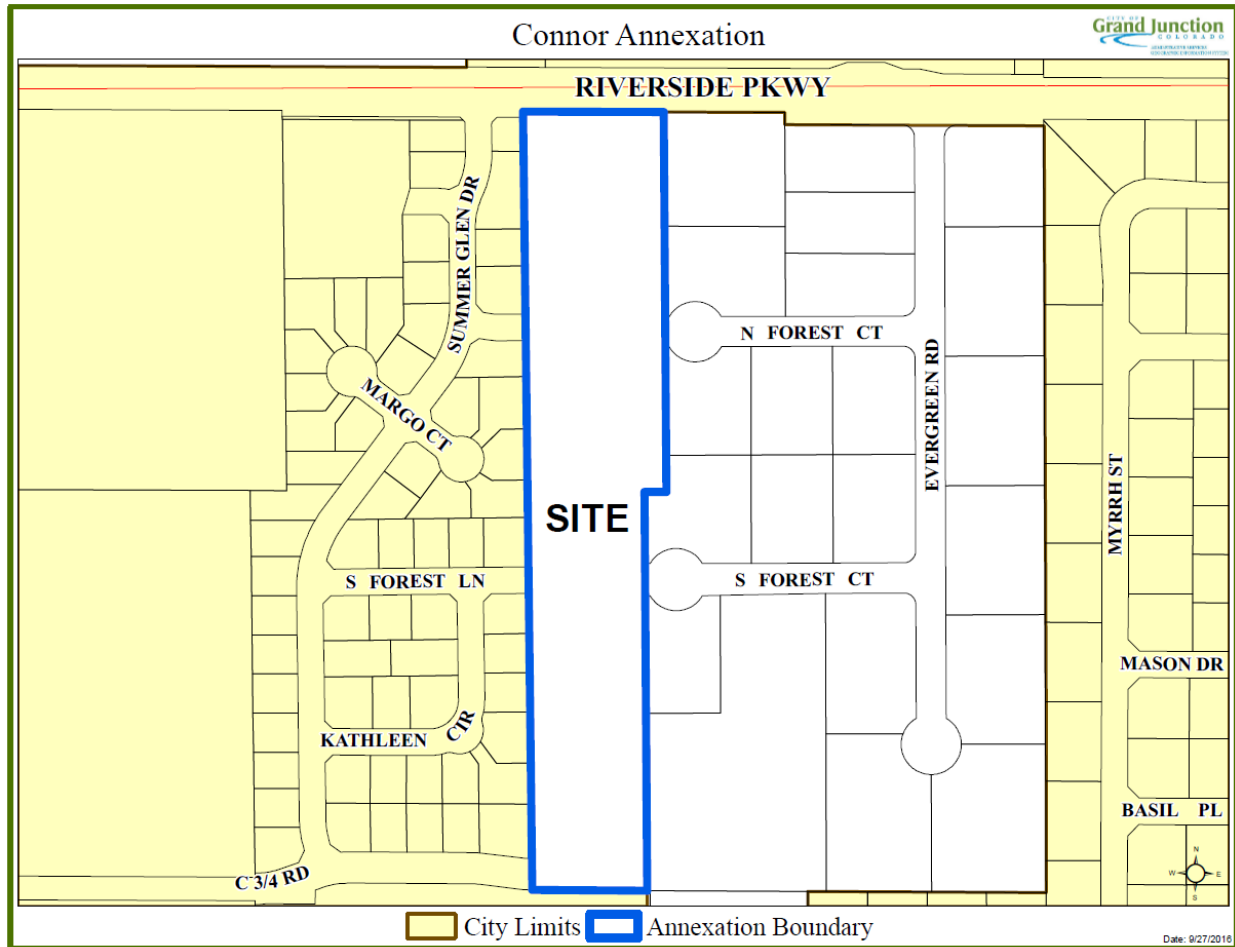 Connor Annexation
CITY OF
Grand Junction
COLORADO
RIVERSIDE PKWY
SUMMER GLEN DR
N FOREST CT
EVERGREEN RD
MARGO CT
MYRRH ST
SITE
S FOREST LN
S FOREST CT
MASON DR
KATHLEEN CIR
BASIL PL
C 3/4 RD
N
W E
S
City Limits
Annexation Boundary
Date: 9/27/2016